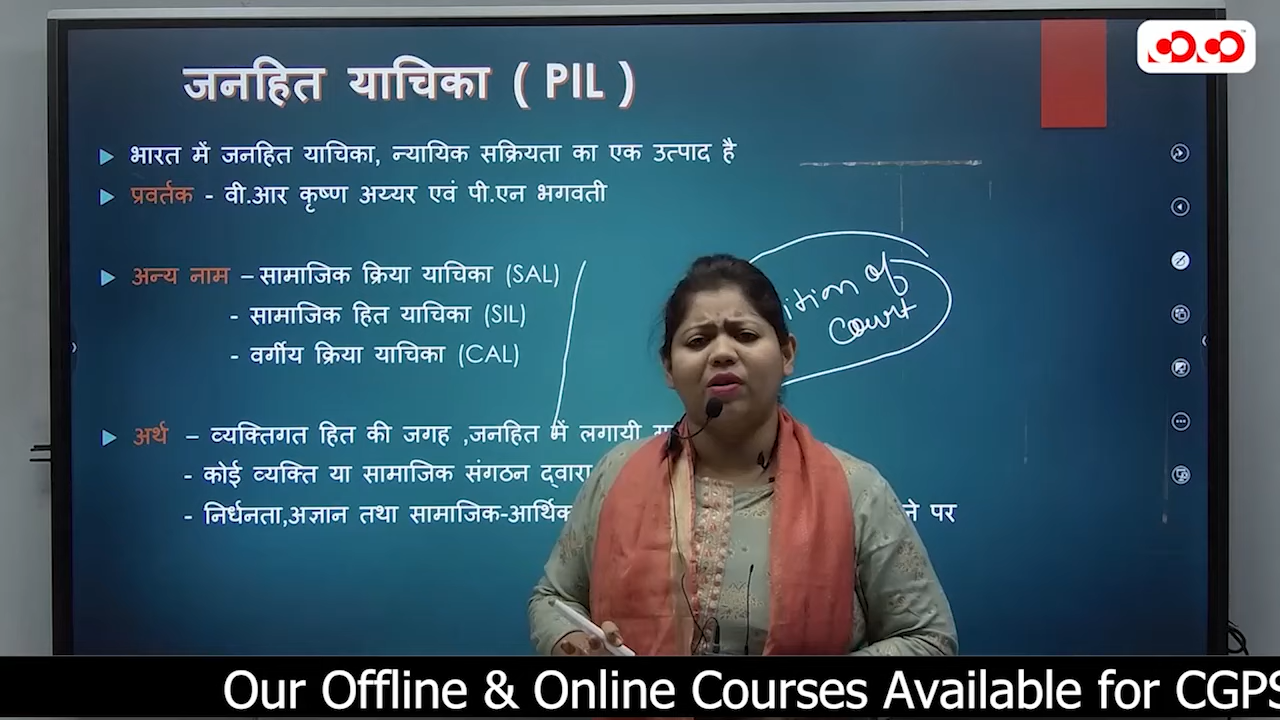 जनहित याचिका ( PIL )
भारत में जनहित याचिका, न्यायिक सक्रियता का एक उत्पाद है
प्रवर्तक - वी.आर कृष्ण अय्यर एवं पी.एन भगवती
अन्य नाम – सामाजिक क्रिया याचिका (SAL)
- सामाजिक हित याचिका (SIL)
- वर्गीय क्रिया याचिका (CAL)
of
court
अर्थ – व्यक्तिगत हित की जगह ,जनहित में लगायी
- कोई व्यक्ति या सामाजिक संगठन द्वारा
- निर्धनता,अज्ञान तथा सामाजिक-आर्थिक पर
Our Offline & Online Courses Available for CGPS